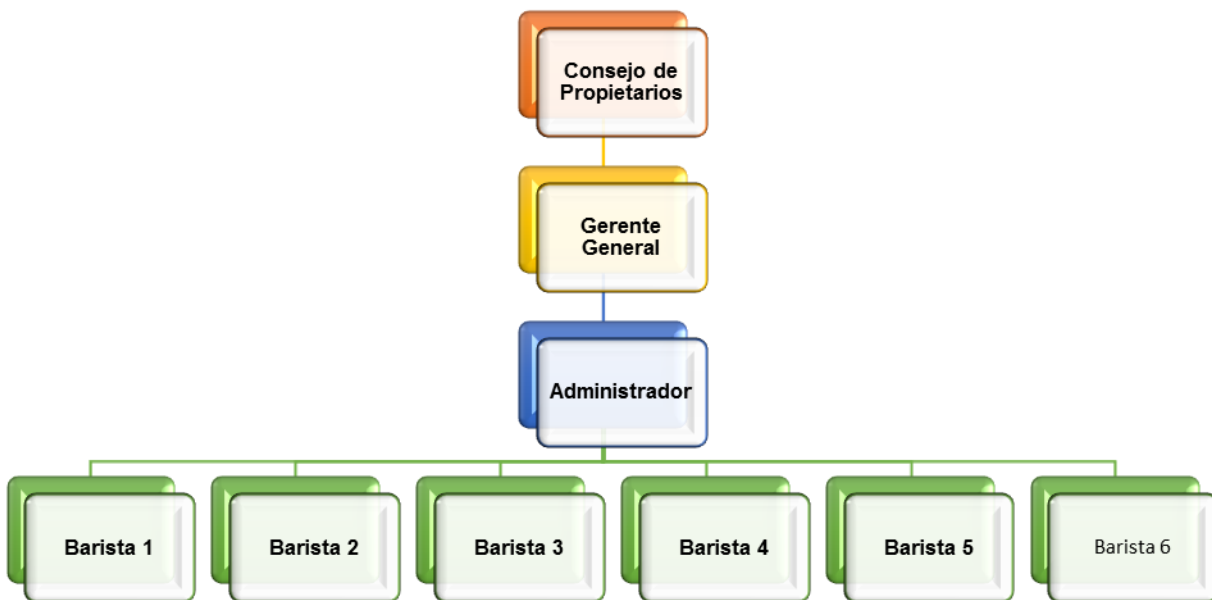 Consejo de
Propietarios
Gerente
General
Administrador
Barista 1
Barista 2
Barista 3
Barista 4
Barista 5
Barista 6